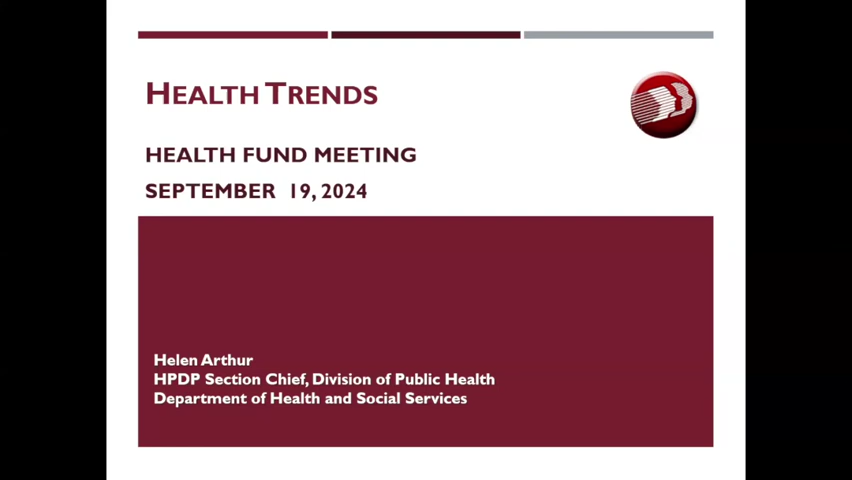 HEALTH TRENDS
HEALTH FUND MEETING
SEPTEMBER 19, 2024
Helen Arthur
HPDP Section Chief, Division of Public Health
Department of Health and Social Services